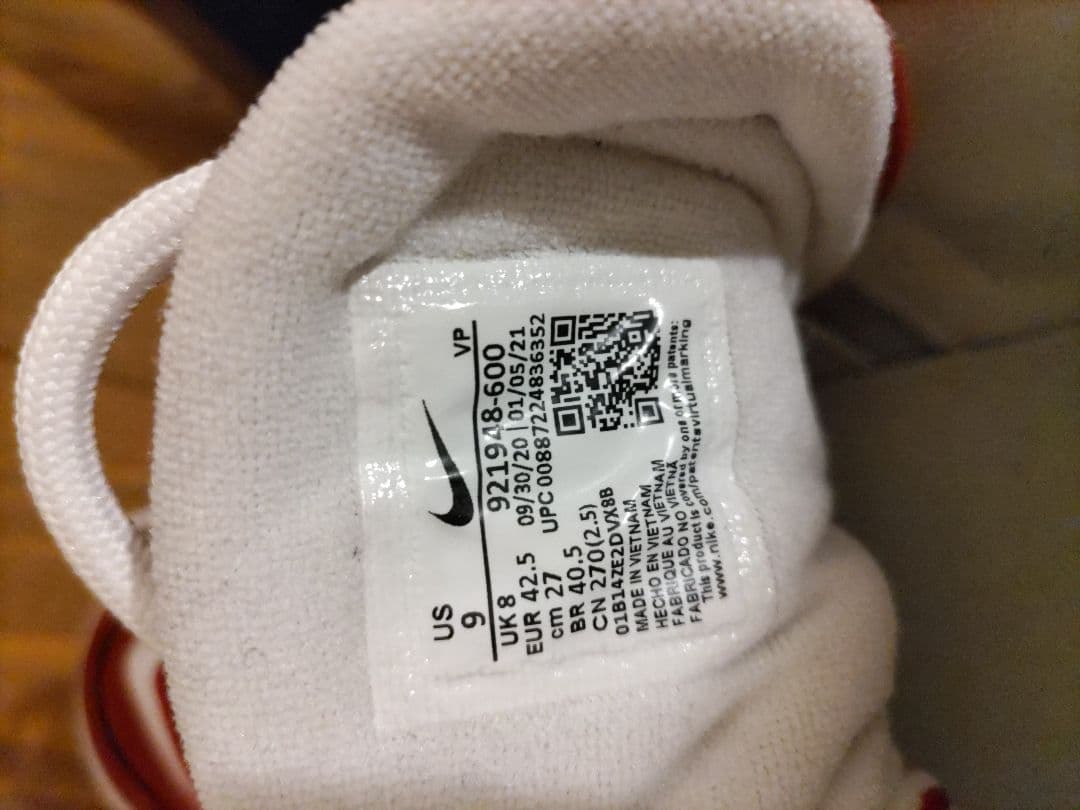 US VP
9
UK 8 921948-600
EUR 42.5 09/30/20 | 01/05/21
cm 27 UPC 00887224836352
BR 40.5
CN 270(2.5)
01B14ZE2DVX8B
MADE IN VIETNAM
HECHO EN VIETNAM
FABRIQUE AU VIETNAM
FABRICADO NO VIETNÃ
This product is covered by one or more patents:
www.nike.com/patentsvirtualmarking